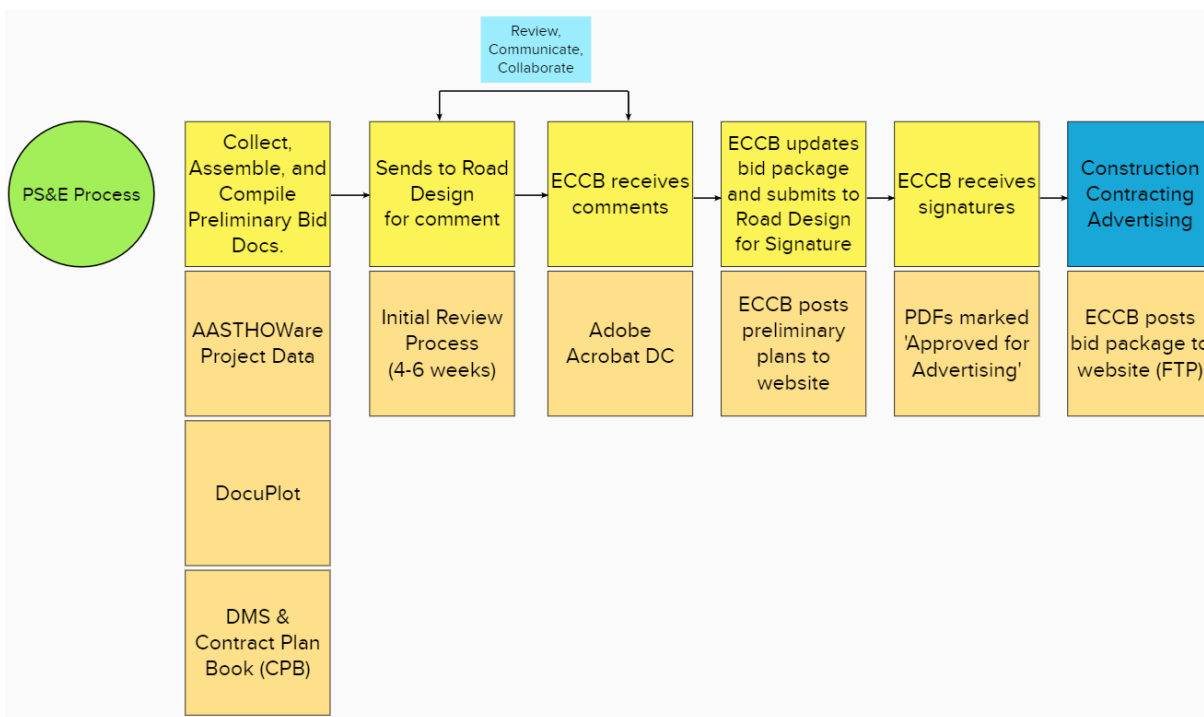 Review,
Communicate,
Collaborate
PS&E Process
Collect,
Assemble, and
Compile
Preliminary Bid
Docs.
Sends to Road
Design
for comment
ECCB receives
comments
ECCB updates
bid package
and submits to
Road Design
for Signature
ECCB receives
signatures
Construction
Contracting
Advertising
AASTHOWare
Project Data
Initial Review
Process
(4-6 weeks)
Adobe
Acrobat DC
ECCB posts
preliminary
plans to
website
PDFs marked
'Approved for
Advertising'
ECCB posts
bid package to
website (FTP)
DocuPlot
DMS &
Contract Plan
Book (CPB)